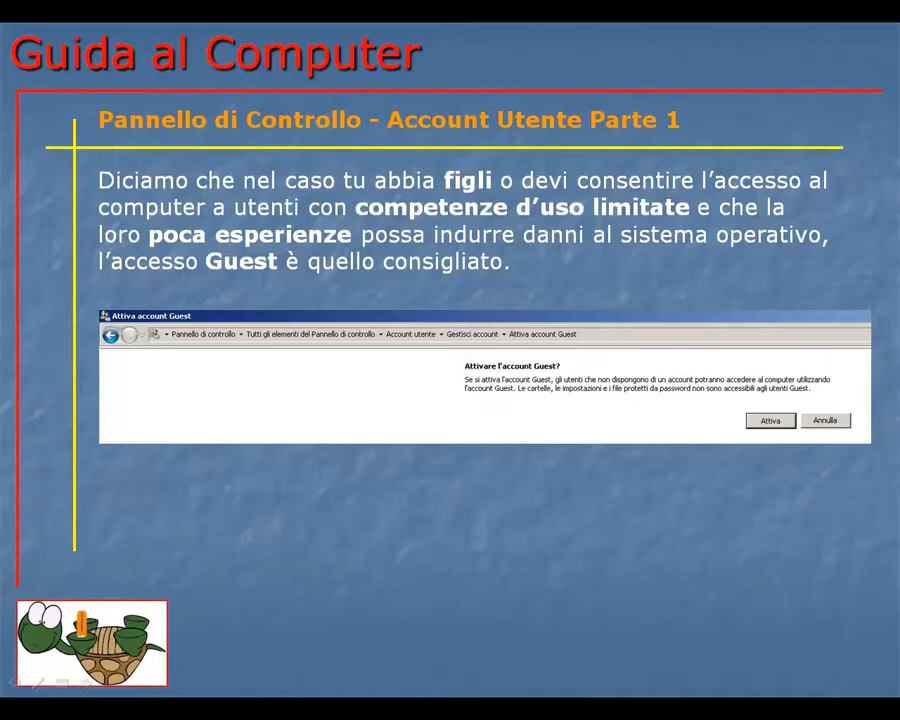 Guida al Computer
Pannello di Controllo - Account Utente Parte 1
Diciamo che nel caso tu abbia figli o devi consentire l’accesso al
computer a utenti con competenze d’uso limitate e che la
loro poca esperienze possa indurre danni al sistema operativo,
l’accesso Guest è quello consigliato.
Attiva account Guest
Pannello di controllo Tutti gli elementi del Pannello di controllo Account utente Gestisci account Attiva account Guest
Attivare l'account Guest?
Se si attiva l'account Guest, gli utenti che non dispongono di un account potranno accedere al computer utilizzando
l'account Guest. Le cartelle, le impostazioni e i file protetti da password non sono accessibili agli utenti Guest.
Attiva Annulla